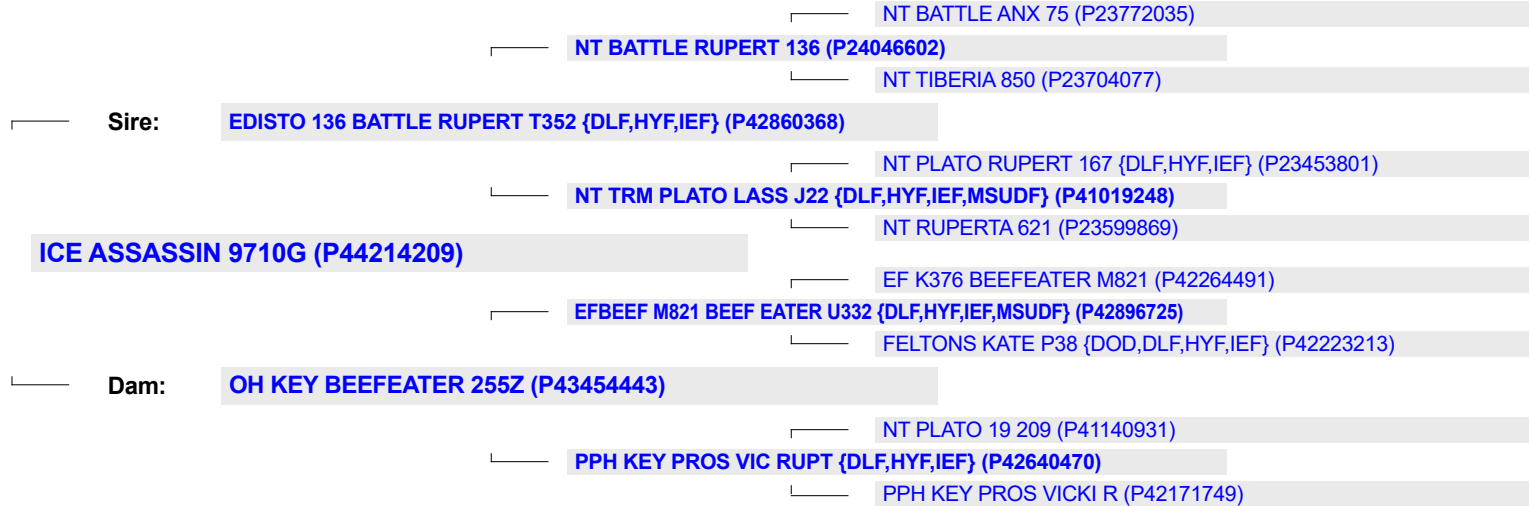 NT BATTLE ANX 75 (P23772035)
NT BATTLE RUPERT 136 (P24046602)
NT TIBERIA 850 (P23704077)
Sire: EDISTO 136 BATTLE RUPERT T352 {DLF,HYF,IEF} (P42860368)
NT PLATO RUPERT 167 {DLF,HYF,IEF} (P23453801)
NT TRM PLATO LASS J22 {DLF,HYF,IEF,MSUDF} (P41019248)
NT RUPERTA 621 (P23599869)
ICE ASSASSIN 9710G (P44214209)
EF K376 BEEFEATER M821 (P42264491)
EFBEEF M821 BEEF EATER U332 {DLF,HYF,IEF,MSUDF} (P42896725)
FELTONS KATE P38 {DOD,DLF,HYF,IEF} (P42223213)
Dam: OH KEY BEEFEATER 255Z (P43454443)
NT PLATO 19 209 (P41140931)
PPH KEY PROS VIC RUPT {DLF,HYF,IEF} (P42640470)
PPH KEY PROS VICKI R (P42171749)